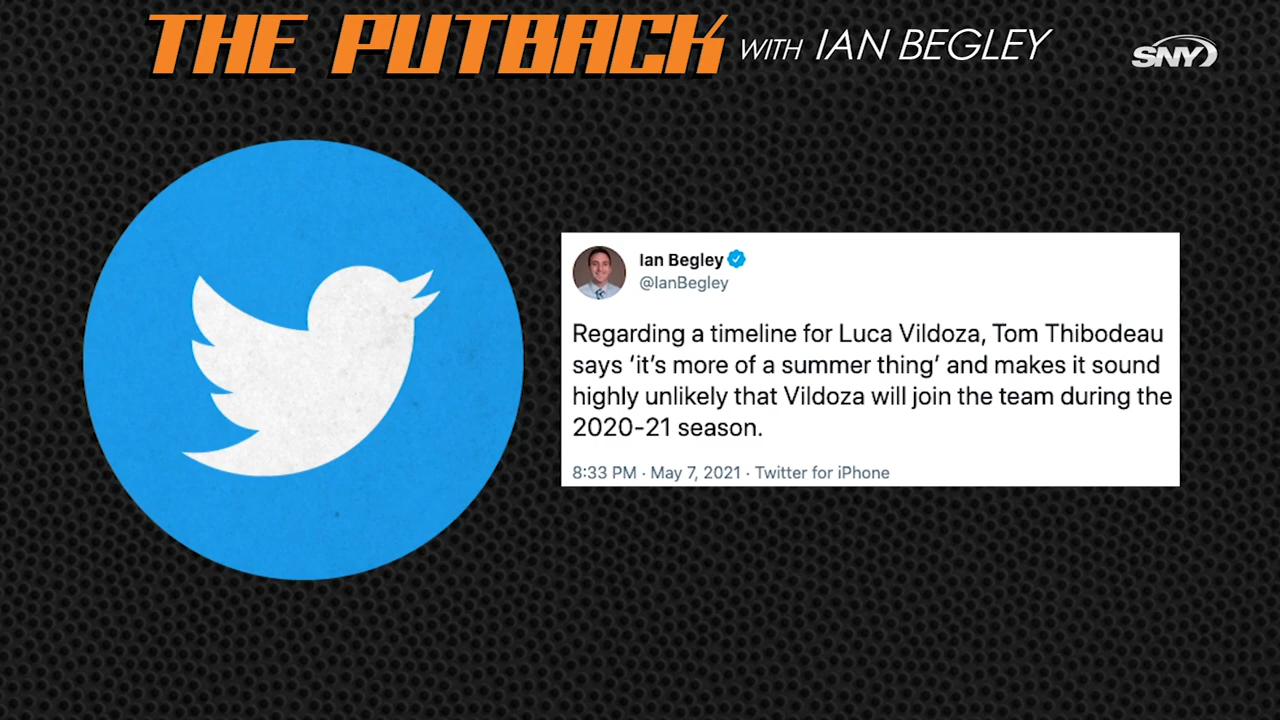 THE PUTBACK WITH IAN BEGLEY
SNY
Ian Begley
@IanBegley
Regarding a timeline for Luca Vildoza, Tom Thibodeau
says ‘it’s more of a summer thing’ and makes it sound
highly unlikely that Vildoza will join the team during the
2020-21 season.
8:33 PM · May 7, 2021 · Twitter for iPhone